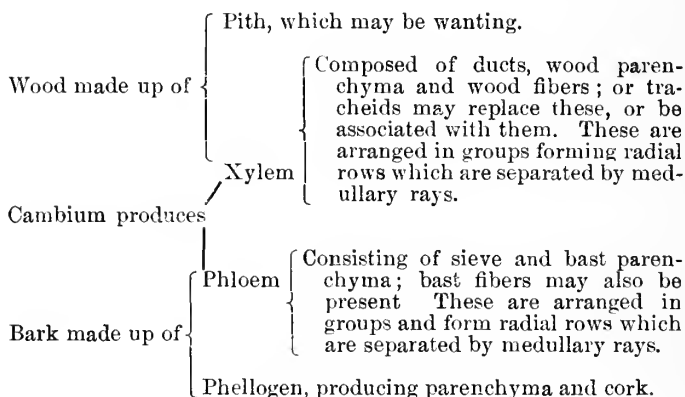 Pith, which may be wanting.
Wood made up of
Xylem
Composed of ducts, wood paren-
chyma and wood fibers; or tra-
cheids may replace these, or be
associated with them. These are
arranged in groups forming radial
rows which are separated by med-
ullary rays.
Cambium produces
Bark made up of
Phloem
Consisting of sieve and bast paren-
chyma; bast fibers may also be
present These are arranged in
groups and form radial rows which
are separated by medullary rays.
Phellogen, producing parenchyma and cork.